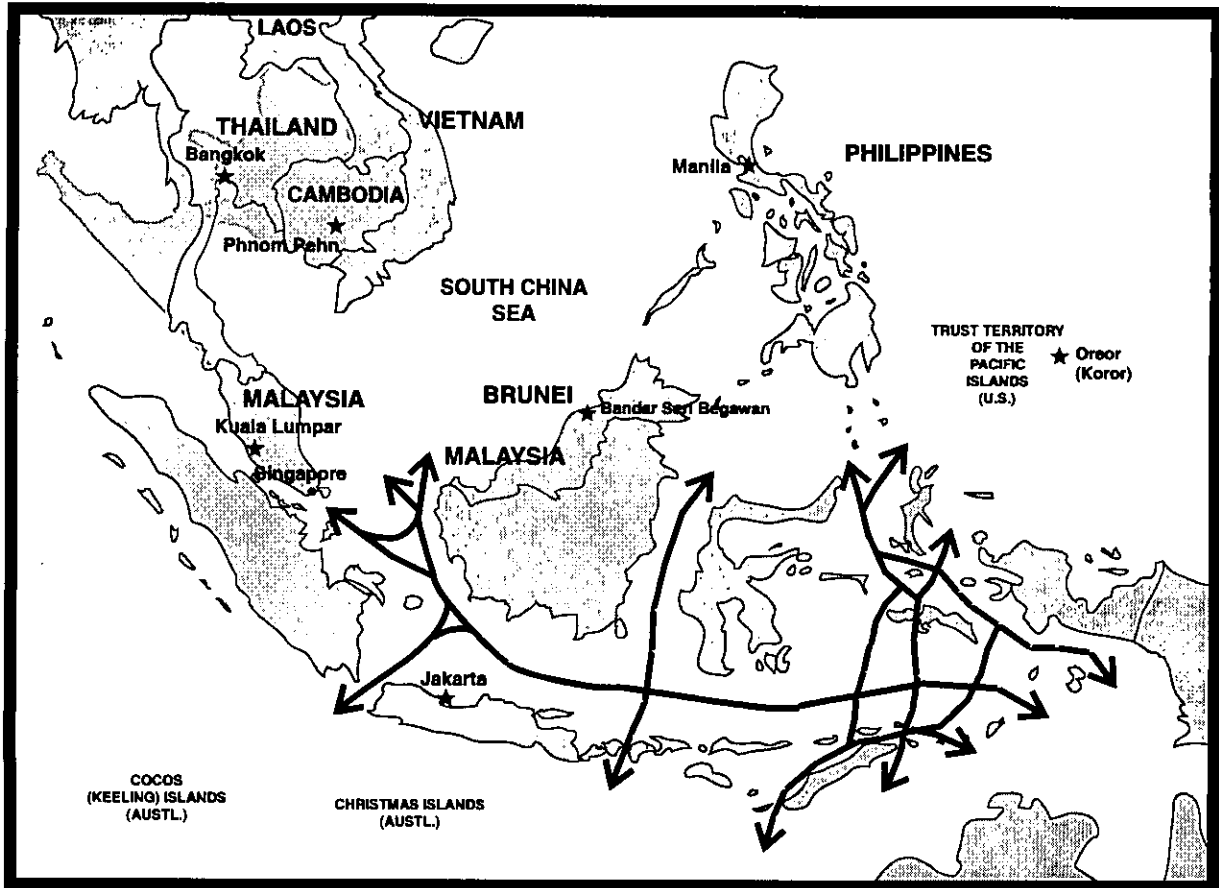 LAOS
THAILAND
VIETNAM
Bangkok
CAMBODIA
Phnom Pehn
Manila
PHILIPPINES
SOUTH CHINA
SEA
TRUST TERRITORY
OF THE
PACIFIC
ISLANDS
(U.S.)
Oreor
(Koror)
MALAYSIA
Kuala Lumpar
Singapore
BRUNEI
Bandar Seri Begawan
MALAYSIA
Jakarta
COCOS
(KEELING) ISLANDS
(AUSTL.)
CHRISTMAS ISLANDS
(AUSTL.)